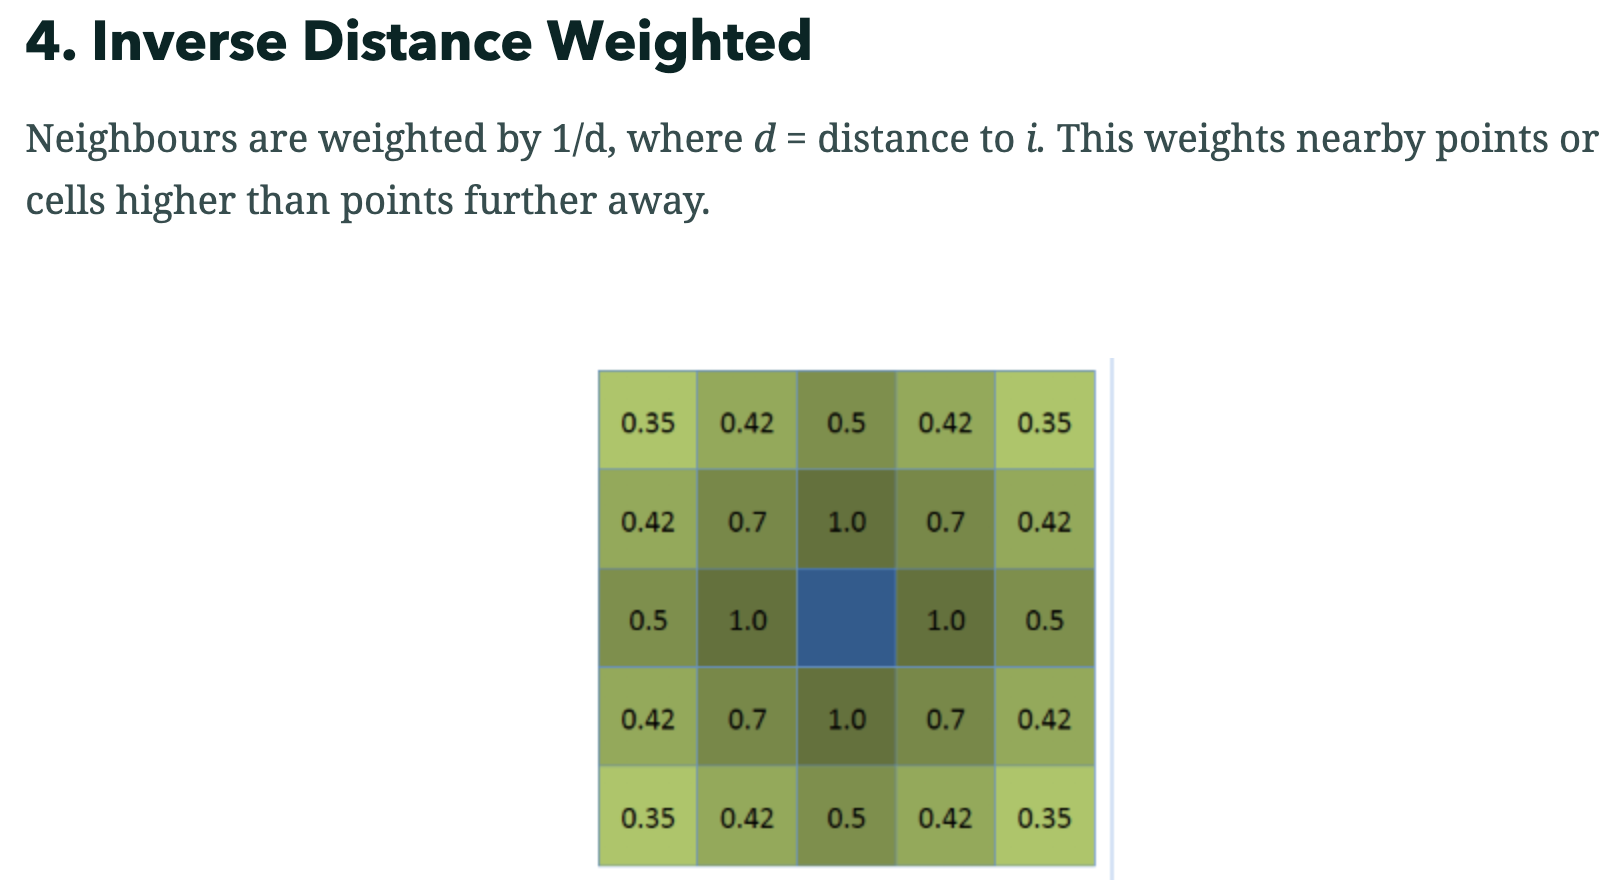 4. Inverse Distance Weighted
Neighbours are weighted by 1/d, where d = distance to i. This weights nearby points or
cells higher than points further away.
0.35 0.42 0.5 0.42 0.35
0.42 0.7 1.0 0.7 0.42
0.5 1.0 1.0 0.5
0.42 0.7 1.0 0.7 0.42
0.35 0.42 0.5 0.42 0.35